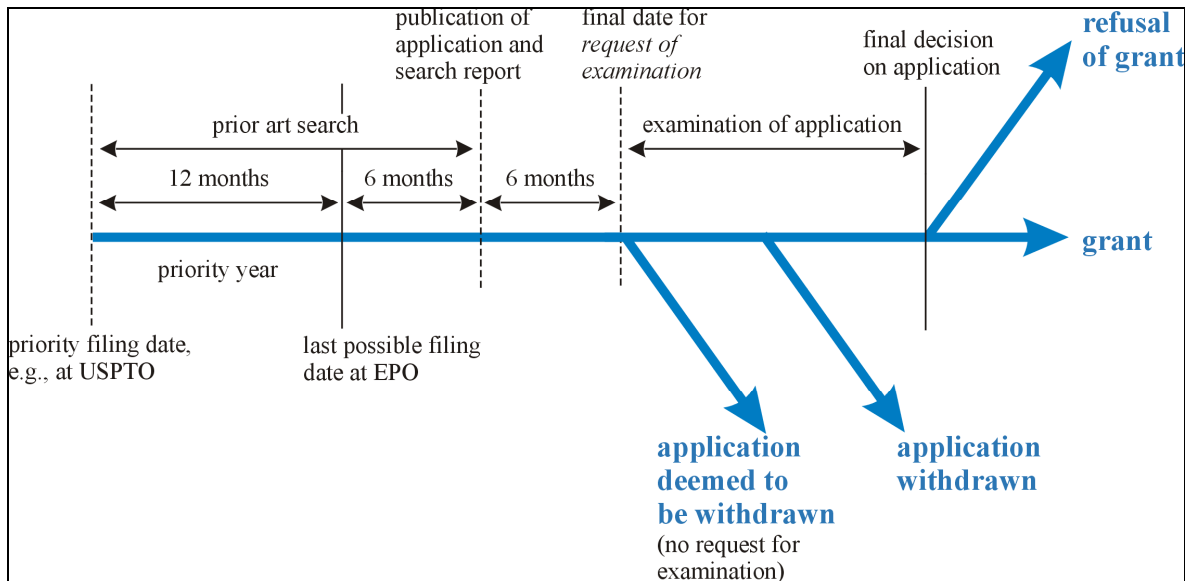 publication of
application and
search report
final date for
request of
examination
final decision
on application
refusal
of grant
prior art search
examination of application
12 months
6 months
6 months
grant
priority year
priority filing date,
e.g., at USPTO
last possible filing
date at EPO
application
deemed to
be withdrawn
(no request for
examination)
application
withdrawn